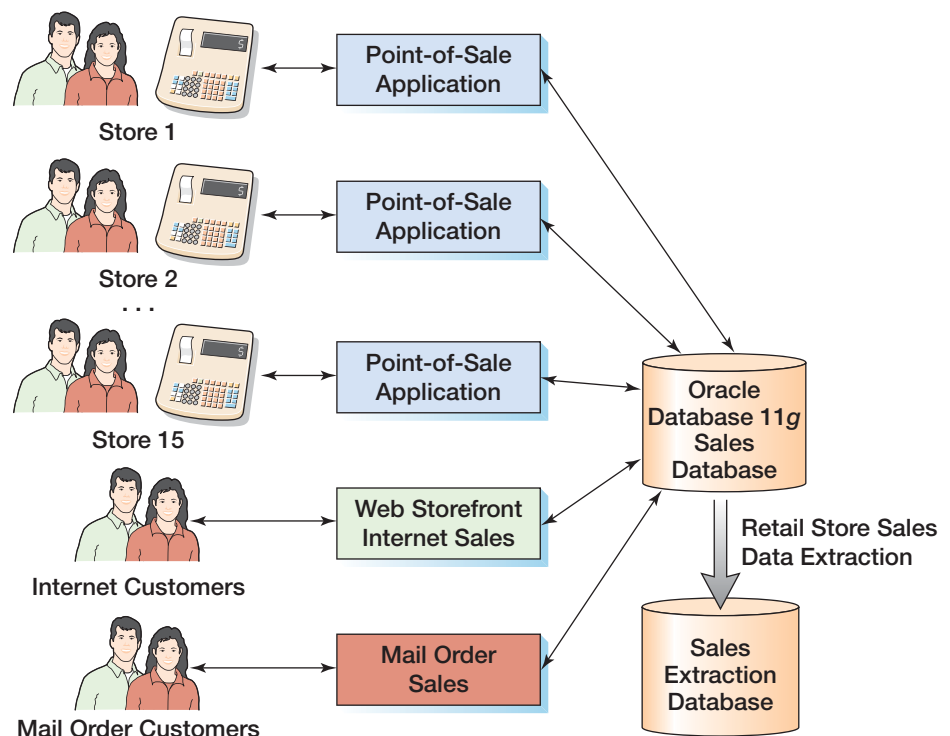 Point-of-Sale
Application
Store 1
Point-of-Sale
Application
Store 2
. . .
Point-of-Sale
Application
Store 15
Oracle
Database 11g
Sales
Database
Web Storefront
Internet Sales
Internet Customers
Retail Store Sales
Data Extraction
Mail Order
Sales
Mail Order Customers
Sales
Extraction
Database